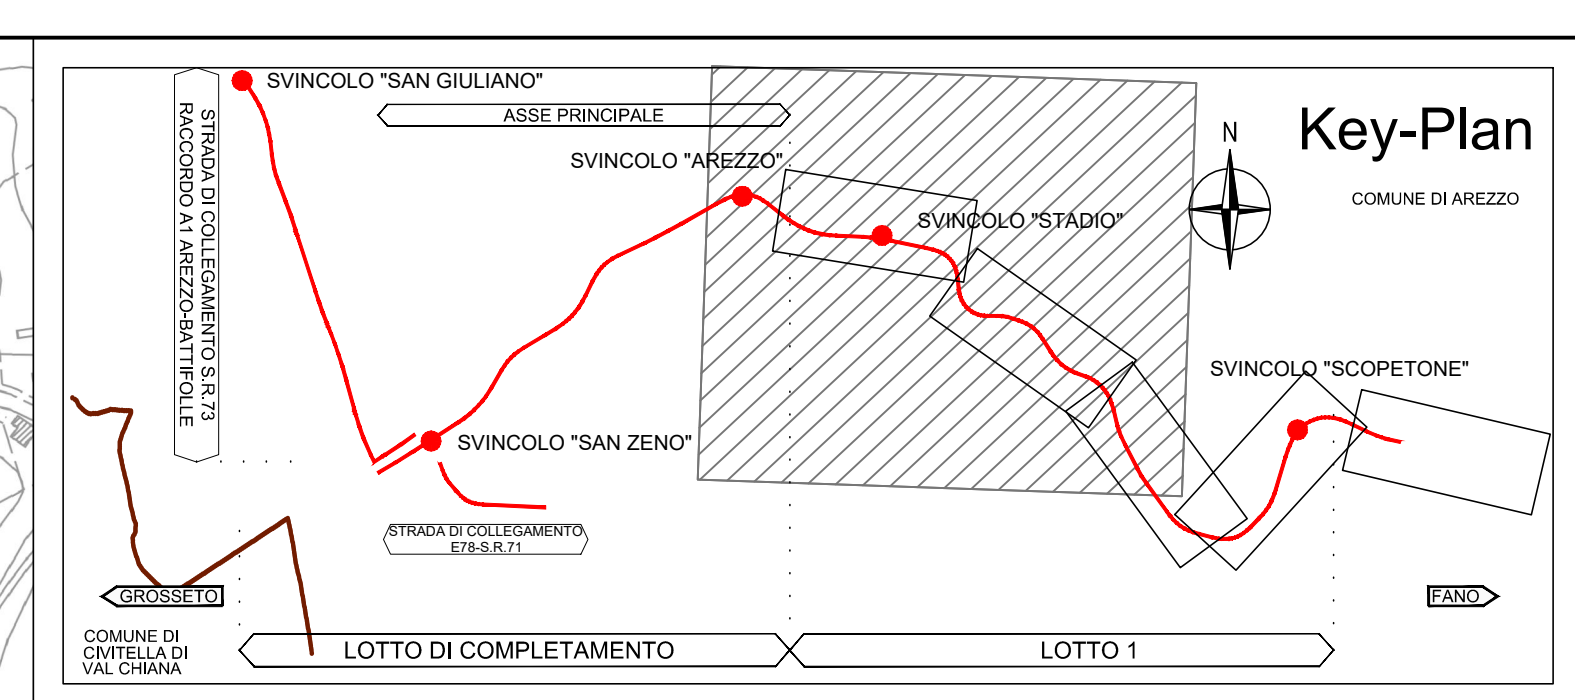 SVINCOLO "SAN GIULIANO"
ASSE PRINCIPALE
Key-Plan
N
COMUNE DI AREZZO
STRADA DI COLLEGAMENTO S.R.73
RACCORDO A1 AREZZO-BATTIFOLLE
SVINCOLO "AREZZO"
SVINCOLO "STADIO"
SVINCOLO "SCOPETONE"
SVINCOLO "SAN ZENO"
STRADA DI COLLEGAMENTO
E78-S.R.71
GROSSETO
FANO
COMUNE DI
CIVITELLA DI
VAL CHIANA
LOTTO DI COMPLETAMENTO
LOTTO 1